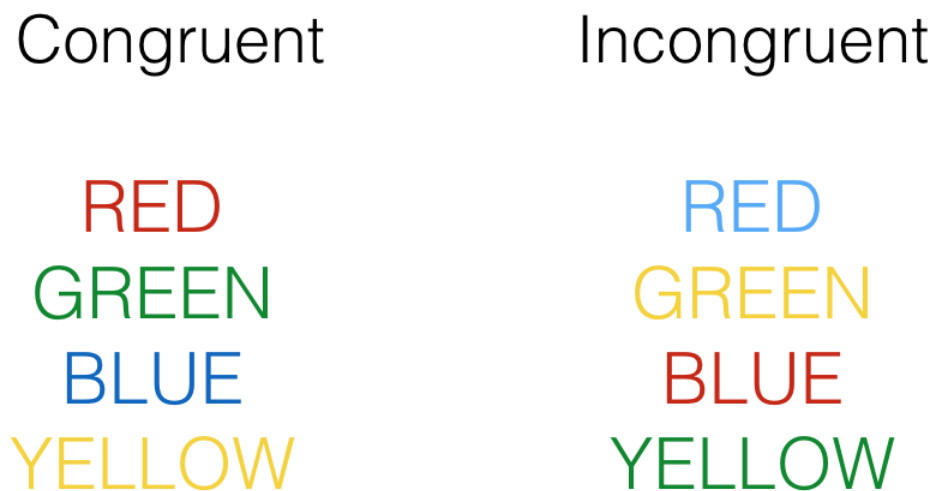 Congruent
RED
GREEN
BLUE
YELLOW
Incongruent
RED
GREEN
BLUE
YELLOW